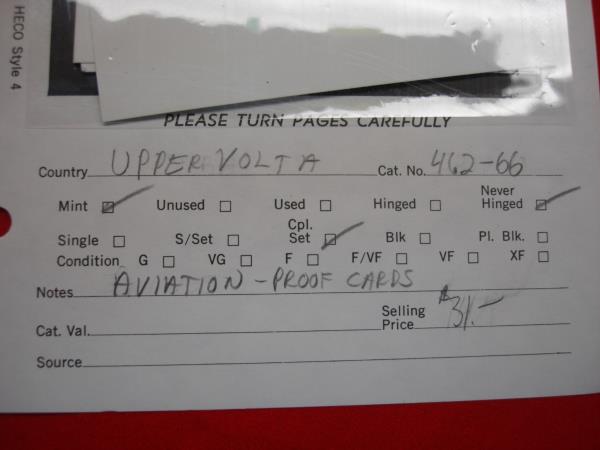 HECO Style 4
PLEASE TURN PAGES CAREFULLY
Country UPPER VOLTA Cat. No. 462-66
Mint Unused Used Hinged Never Hinged
Single S/Set Cpl. Set Blk Pl. Blk.
Condition G VG F F/VF VF XF
Notes AVIATION - PROOF CARDS
Cat. Val. Selling Price $31.-
Source